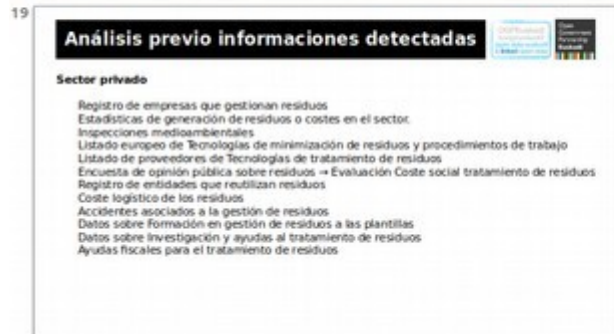 19
Análisis previo informaciones detectadas
Open
Government
Partnership
Euskadi
Sector privado
Registro de empresas que gestionan residuos
Estadísticas de generación de residuos o costes en el sector.
Inspecciones medioambientales
Listado europeo de Tecnologías de minimización de residuos y procedimientos de trabajo
Listado de proveedores de Tecnologías de tratamiento de residuos
Encuesta de opinión pública sobre residuos → Evaluación Coste social tratamiento de residuos
Registro de entidades que reutilizan residuos
Coste logístico de los residuos
Accidentes asociados a la gestión de residuos
Datos sobre Formación en gestión de residuos a las plantillas
Datos sobre Investigación y ayudas al tratamiento de residuos
Ayudas fiscales para el tratamiento de residuos